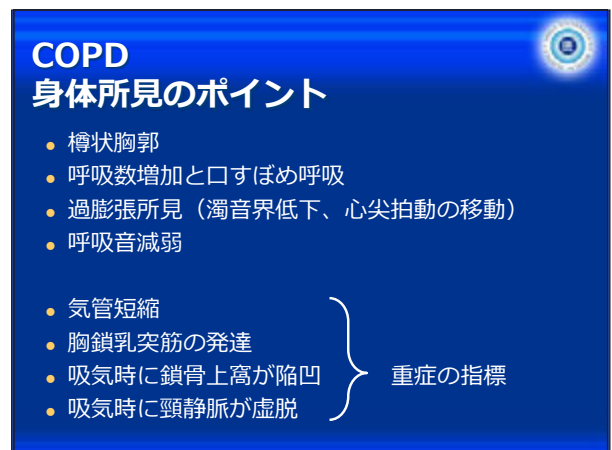 COPD
身体所見のポイント
樽状胸郭
呼吸数増加と口すぼめ呼吸
過膨張所見（濁音界低下、心尖拍動の移動）
呼吸音減弱
気管短縮
胸鎖乳突筋の発達
吸気時に鎖骨上窩が陥凹
吸気時に頸静脈が虚脱
重症の指標